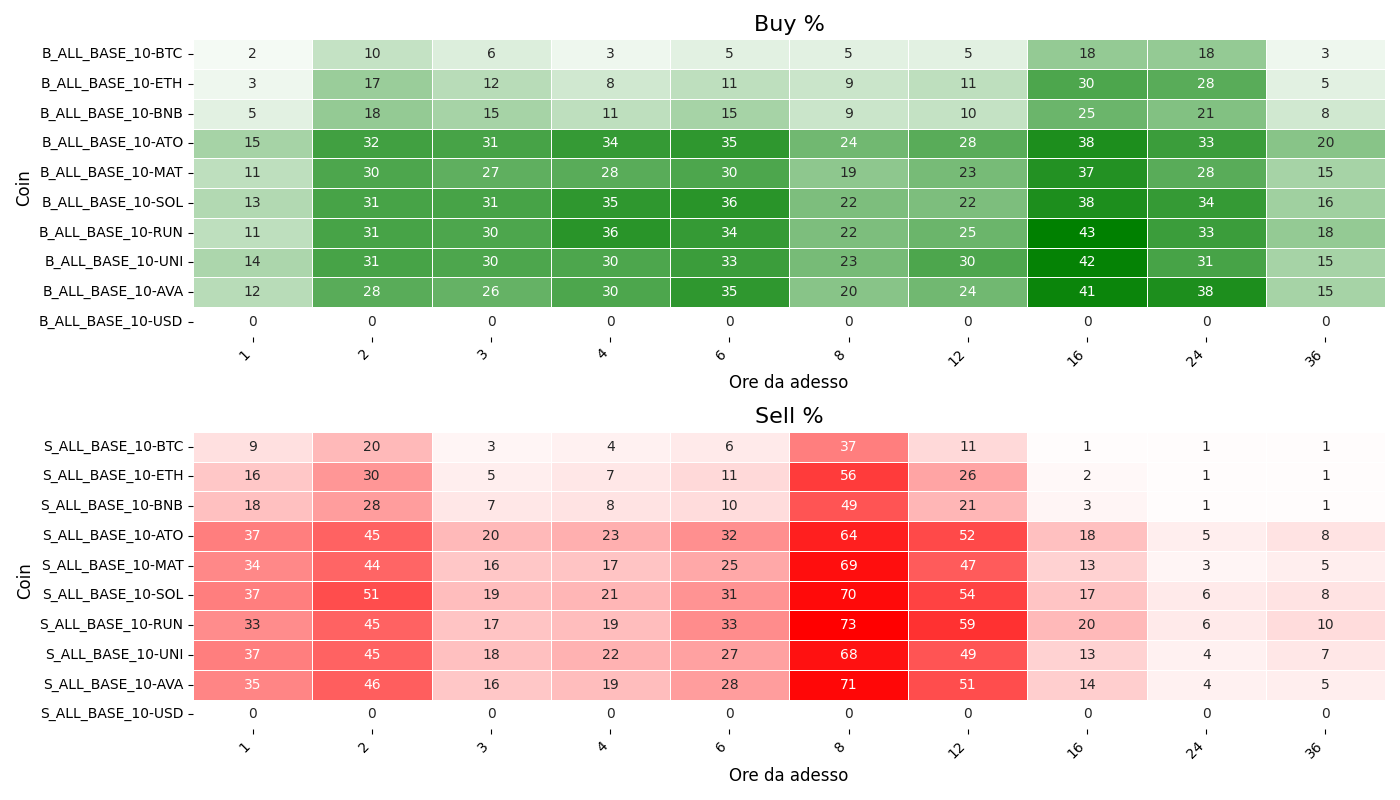 Buy %
Coin
B_ALL_BASE_10-BTC 2 10 6 3 5 5 5 18 18 3
B_ALL_BASE_10-ETH 3 17 12 8 11 9 11 30 28 5
B_ALL_BASE_10-BNB 5 18 15 11 15 9 10 25 21 8
B_ALL_BASE_10-ATO 15 32 31 34 35 24 28 38 33 20
B_ALL_BASE_10-MAT 11 30 27 28 30 19 23 37 28 15
B_ALL_BASE_10-SOL 13 31 31 35 36 22 22 38 34 16
B_ALL_BASE_10-RUN 11 31 30 36 34 22 25 43 33 18
B_ALL_BASE_10-UNI 14 31 30 30 33 23 30 42 31 15
B_ALL_BASE_10-AVA 12 28 26 30 35 20 24 41 38 15
B_ALL_BASE_10-USD 0 0 0 0 0 0 0 0 0 0
1 2 3 4 6 8 12 16 24 36
Ore da adesso
Sell %
Coin
S_ALL_BASE_10-BTC 9 20 3 4 6 37 11 1 1 1
S_ALL_BASE_10-ETH 16 30 5 7 11 56 26 2 1 1
S_ALL_BASE_10-BNB 18 28 7 8 10 49 21 3 1 1
S_ALL_BASE_10-ATO 37 45 20 23 32 64 52 18 5 8
S_ALL_BASE_10-MAT 34 44 16 17 25 69 47 13 3 5
S_ALL_BASE_10-SOL 37 51 19 21 31 70 54 17 6 8
S_ALL_BASE_10-RUN 33 45 17 19 33 73 59 20 6 10
S_ALL_BASE_10-UNI 37 45 18 22 27 68 49 13 4 7
S_ALL_BASE_10-AVA 35 46 16 19 28 71 51 14 4 5
S_ALL_BASE_10-USD 0 0 0 0 0 0 0 0 0 0
1 2 3 4 6 8 12 16 24 36
Ore da adesso